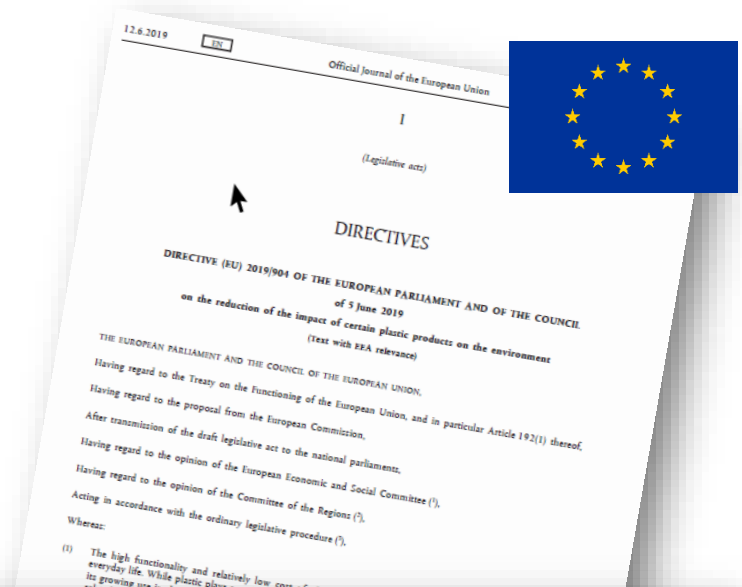 12.6.2019
EN
Official Journal of the European Union
I
(Legislative acts)
DIRECTIVES
DIRECTIVE (EU) 2019/904 OF THE EUROPEAN PARLIAMENT AND OF THE COUNCIL
of 5 June 2019
on the reduction of the impact of certain plastic products on the environment
(Text with EEA relevance)
THE EUROPEAN PARLIAMENT AND THE COUNCIL OF THE EUROPEAN UNION,
Having regard to the Treaty on the Functioning of the European Union, and in particular Article 192(1) thereof,
Having regard to the proposal from the European Commission,
After transmission of the draft legislative act to the national parliaments,
Having regard to the opinion of the European Economic and Social Committee (¹),
Having regard to the opinion of the Committee of the Regions (²),
Acting in accordance with the ordinary legislative procedure (³),
Whereas:
(1) The high functionality and relatively low cost of
everyday life. While plastic plays
its growing use